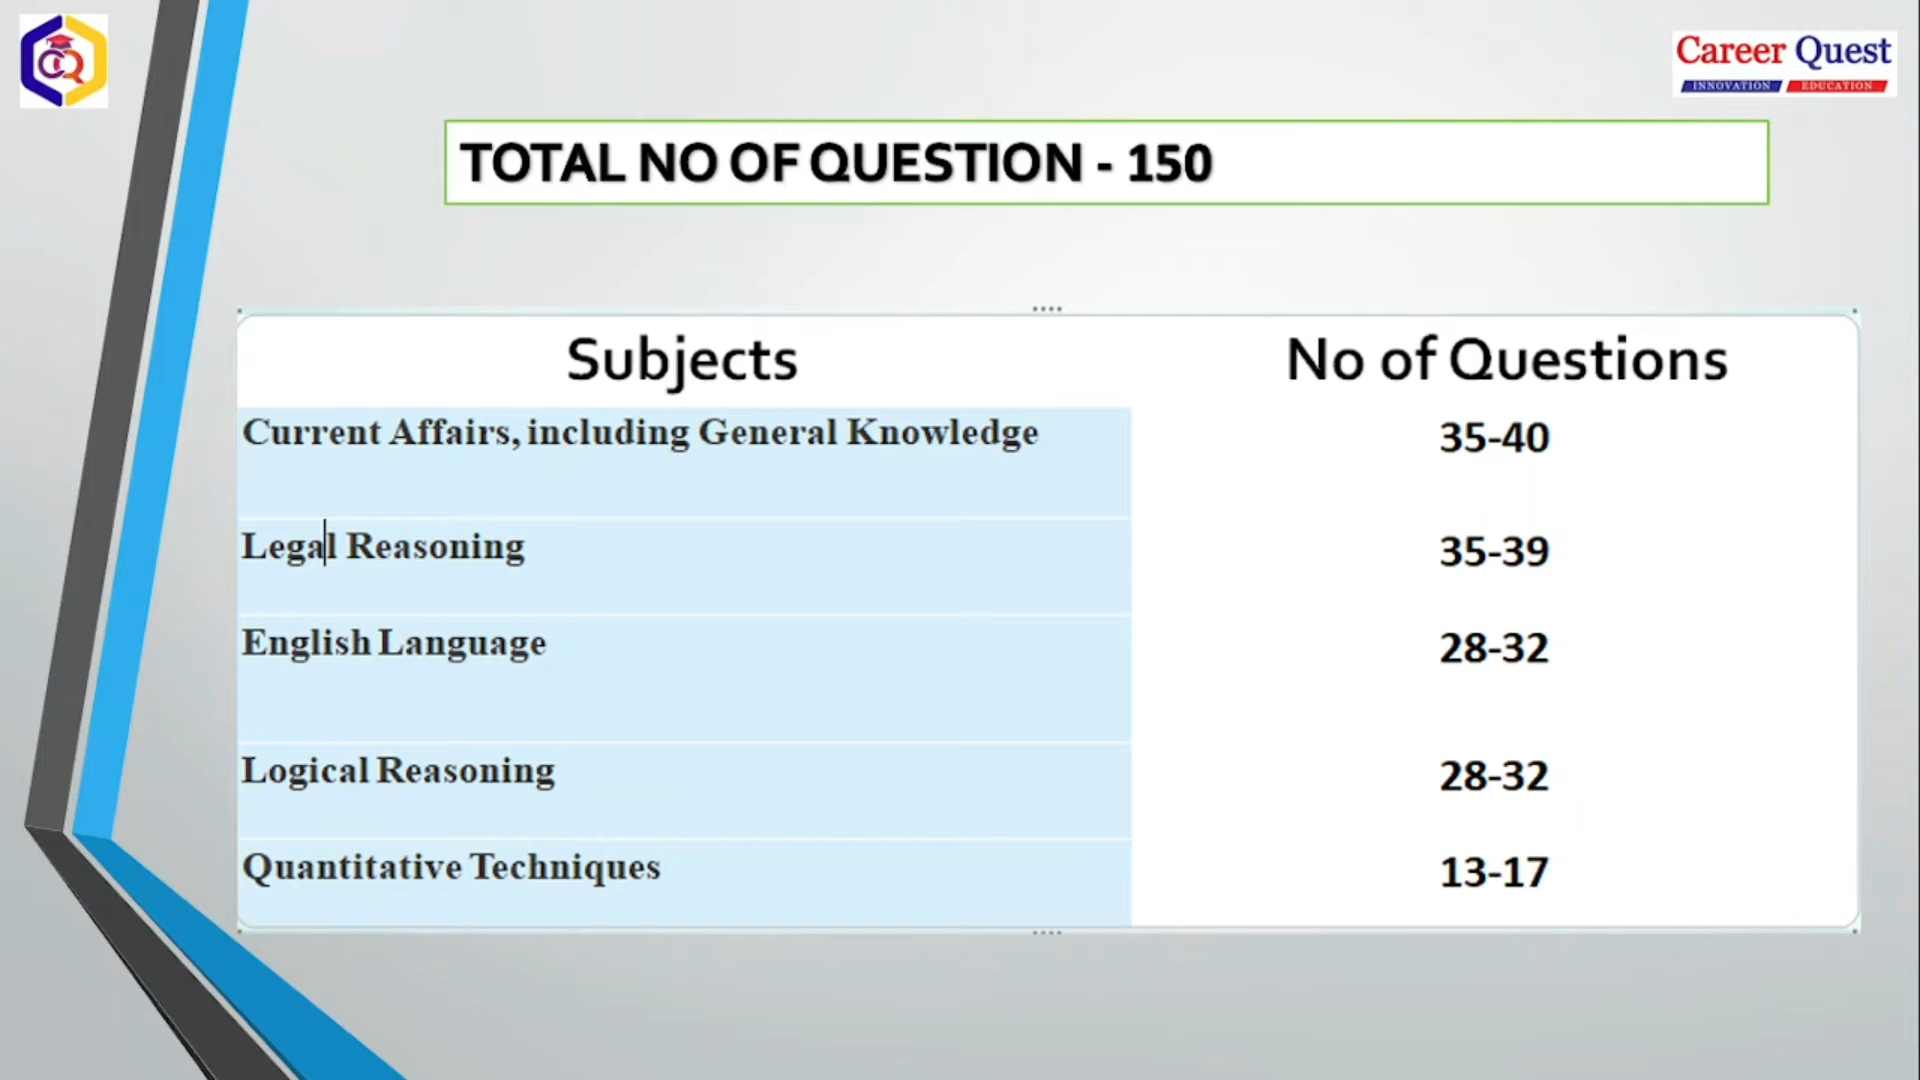 CQ
Career Quest
INNOVATION EDUCATION
TOTAL NO OF QUESTION - 150
Subjects No of Questions
Current Affairs, including General Knowledge 35-40
Legal Reasoning 35-39
English Language 28-32
Logical Reasoning 28-32
Quantitative Techniques 13-17